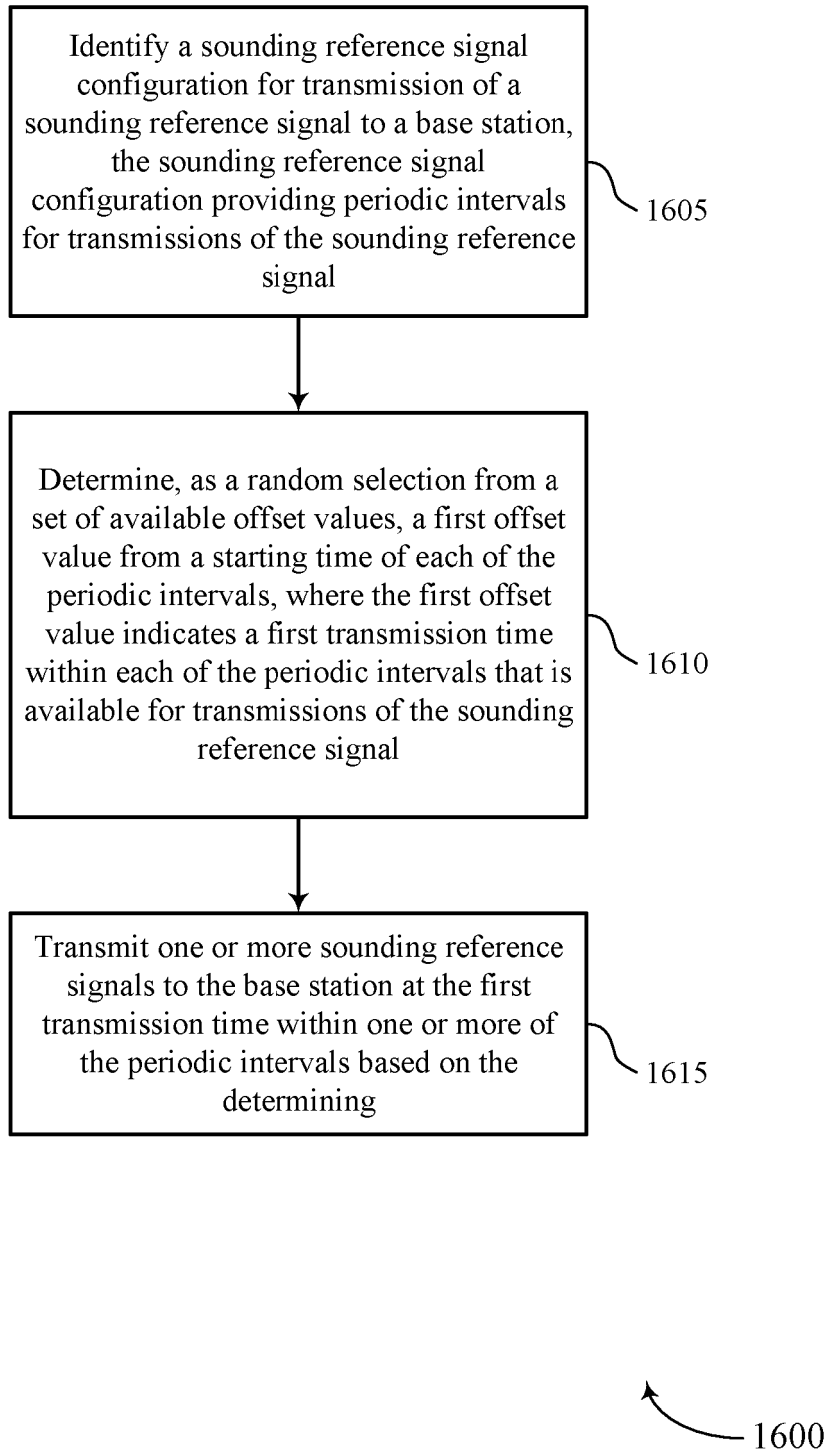 Identify a sounding reference signal
configuration for transmission of a
sounding reference signal to a base station,
the sounding reference signal
configuration providing periodic intervals
for transmissions of the sounding reference
signal
1605
Determine, as a random selection from a
set of available offset values, a first offset
value from a starting time of each of the
periodic intervals, where the first offset
value indicates a first transmission time
within each of the periodic intervals that is
available for transmissions of the sounding
reference signal
1610
Transmit one or more sounding reference
signals to the base station at the first
transmission time within one or more of
the periodic intervals based on the
determining
1615
1600